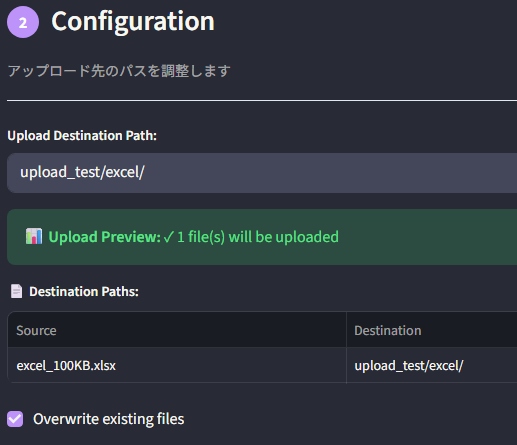 2 Configuration
アップロード先のパスを調整します
Upload Destination Path:
upload_test/excel/
Upload Preview: ✓ 1 file(s) will be uploaded
Destination Paths:
Source Destination
excel_100KB.xlsx upload_test/excel/
Overwrite existing files